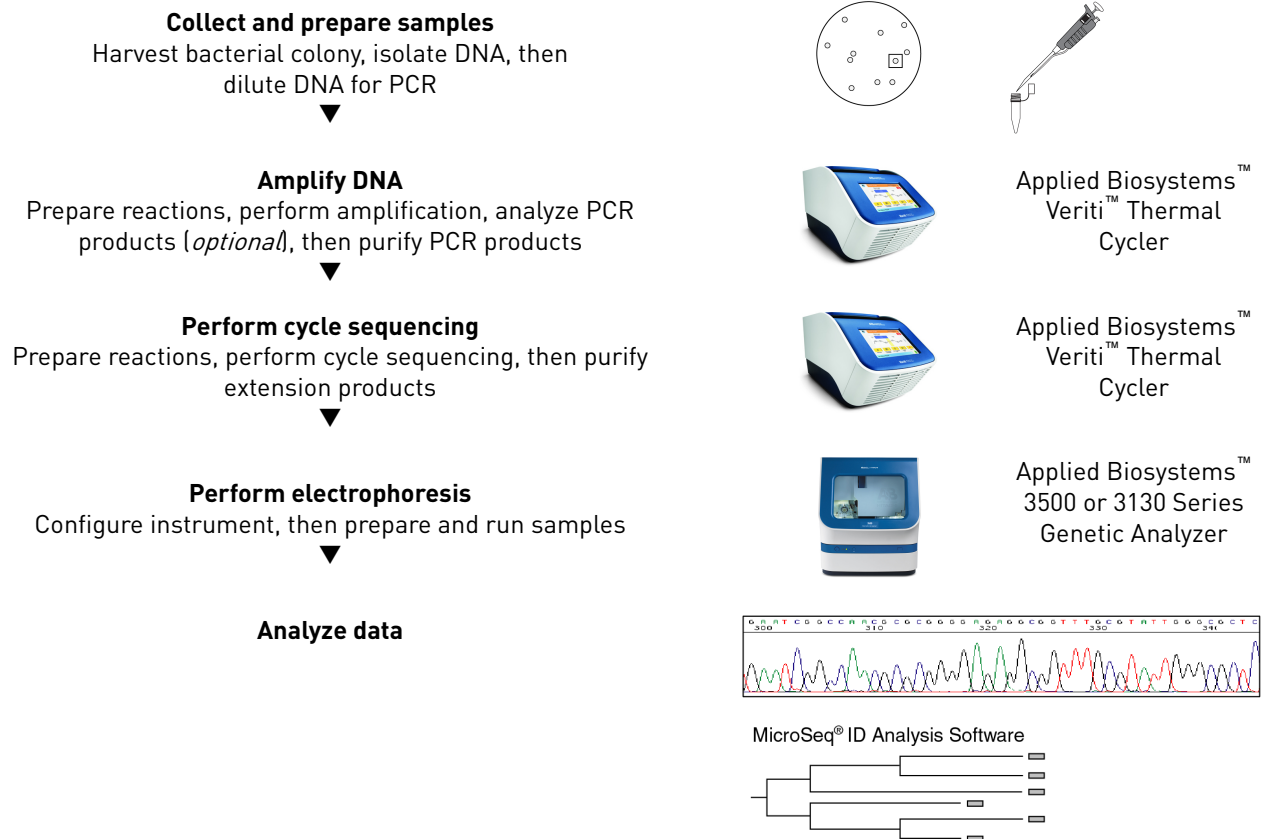 Collect and prepare samples
Harvest bacterial colony, isolate DNA, then
dilute DNA for PCR
Amplify DNA
Prepare reactions, perform amplification, analyze PCR
products (optional), then purify PCR products
Applied Biosystems™
Veriti™ Thermal
Cycler
Perform cycle sequencing
Prepare reactions, perform cycle sequencing, then purify
extension products
Applied Biosystems™
Veriti™ Thermal
Cycler
Perform electrophoresis
Configure instrument, then prepare and run samples
Applied Biosystems™
3500 or 3130 Series
Genetic Analyzer
Analyze data
G A A T C G G C C A A C G C G C G G G G A G A G G C G G T T T G C G T A T T G G G C G C T C
300 310 320 330 34
MicroSeq® ID Analysis Software